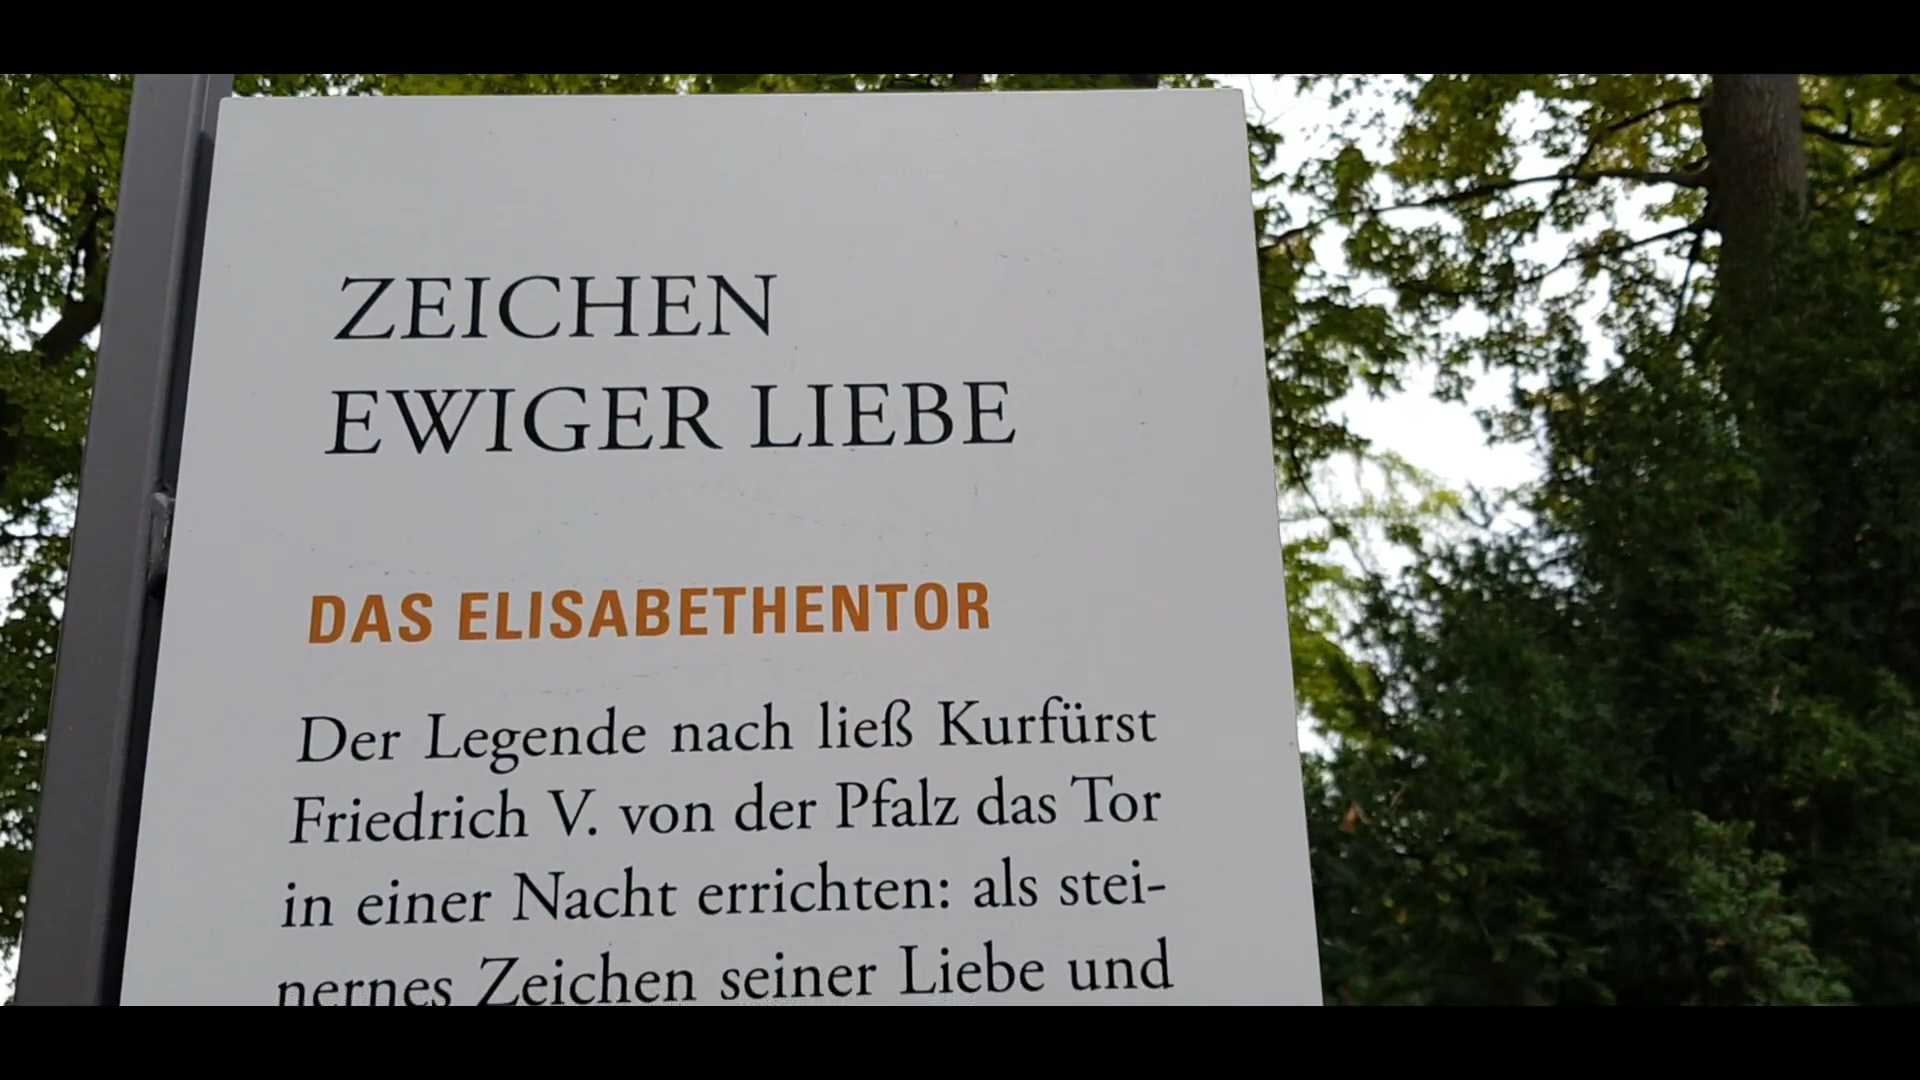 ZEICHEN
EWIGER LIEBE
DAS ELISABETHENTOR
Der Legende nach ließ Kurfürst
Friedrich V. von der Pfalz das Tor
in einer Nacht errichten: als stei-
nernes Zeichen seiner Liebe und